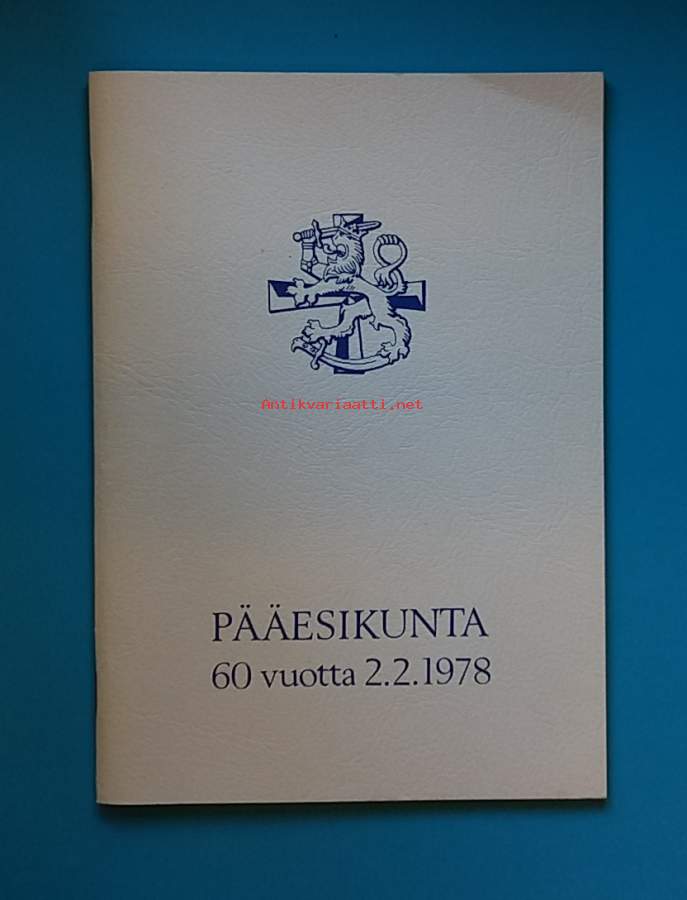 Antikvariaatti.net
PÄÄESIKUNTA
60 vuotta 2.2.1978